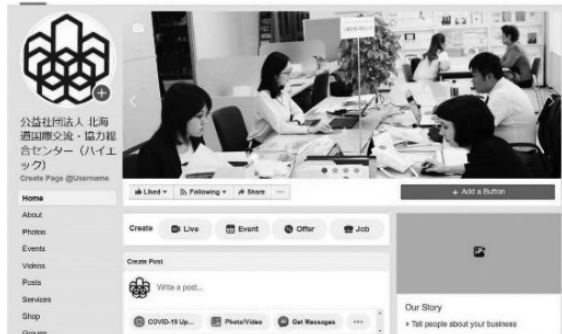 公益社団法人 北海
道国際交流・協力総
合センター（ハイエ
ック）
Create Page @Username
Home
About
Photos
Events
Videos
Posts
Services
Shop
Groups
Liked
Following
Share
+ Add a Button
Create
Live
Event
Offer
Job
Create Post
Write a post...
COVID-19 Up...
Photo/Video
Get Messages
Our Story
+ Tell people about your business